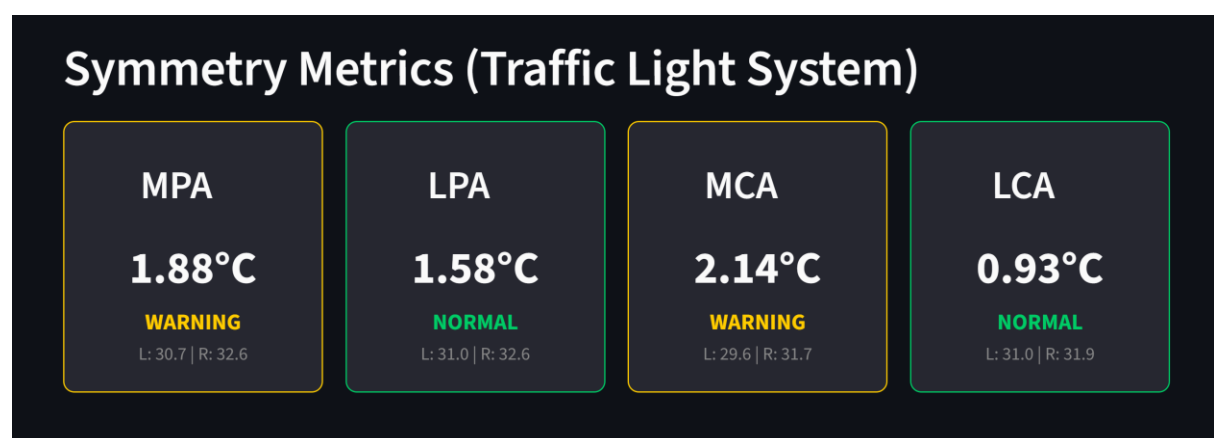 Symmetry Metrics (Traffic Light System)
MPA
1.88°C
WARNING
L: 30.7 | R: 32.6
LPA
1.58°C
NORMAL
L: 31.0 | R: 32.6
MCA
2.14°C
WARNING
L: 29.6 | R: 31.7
LCA
0.93°C
NORMAL
L: 31.0 | R: 31.9